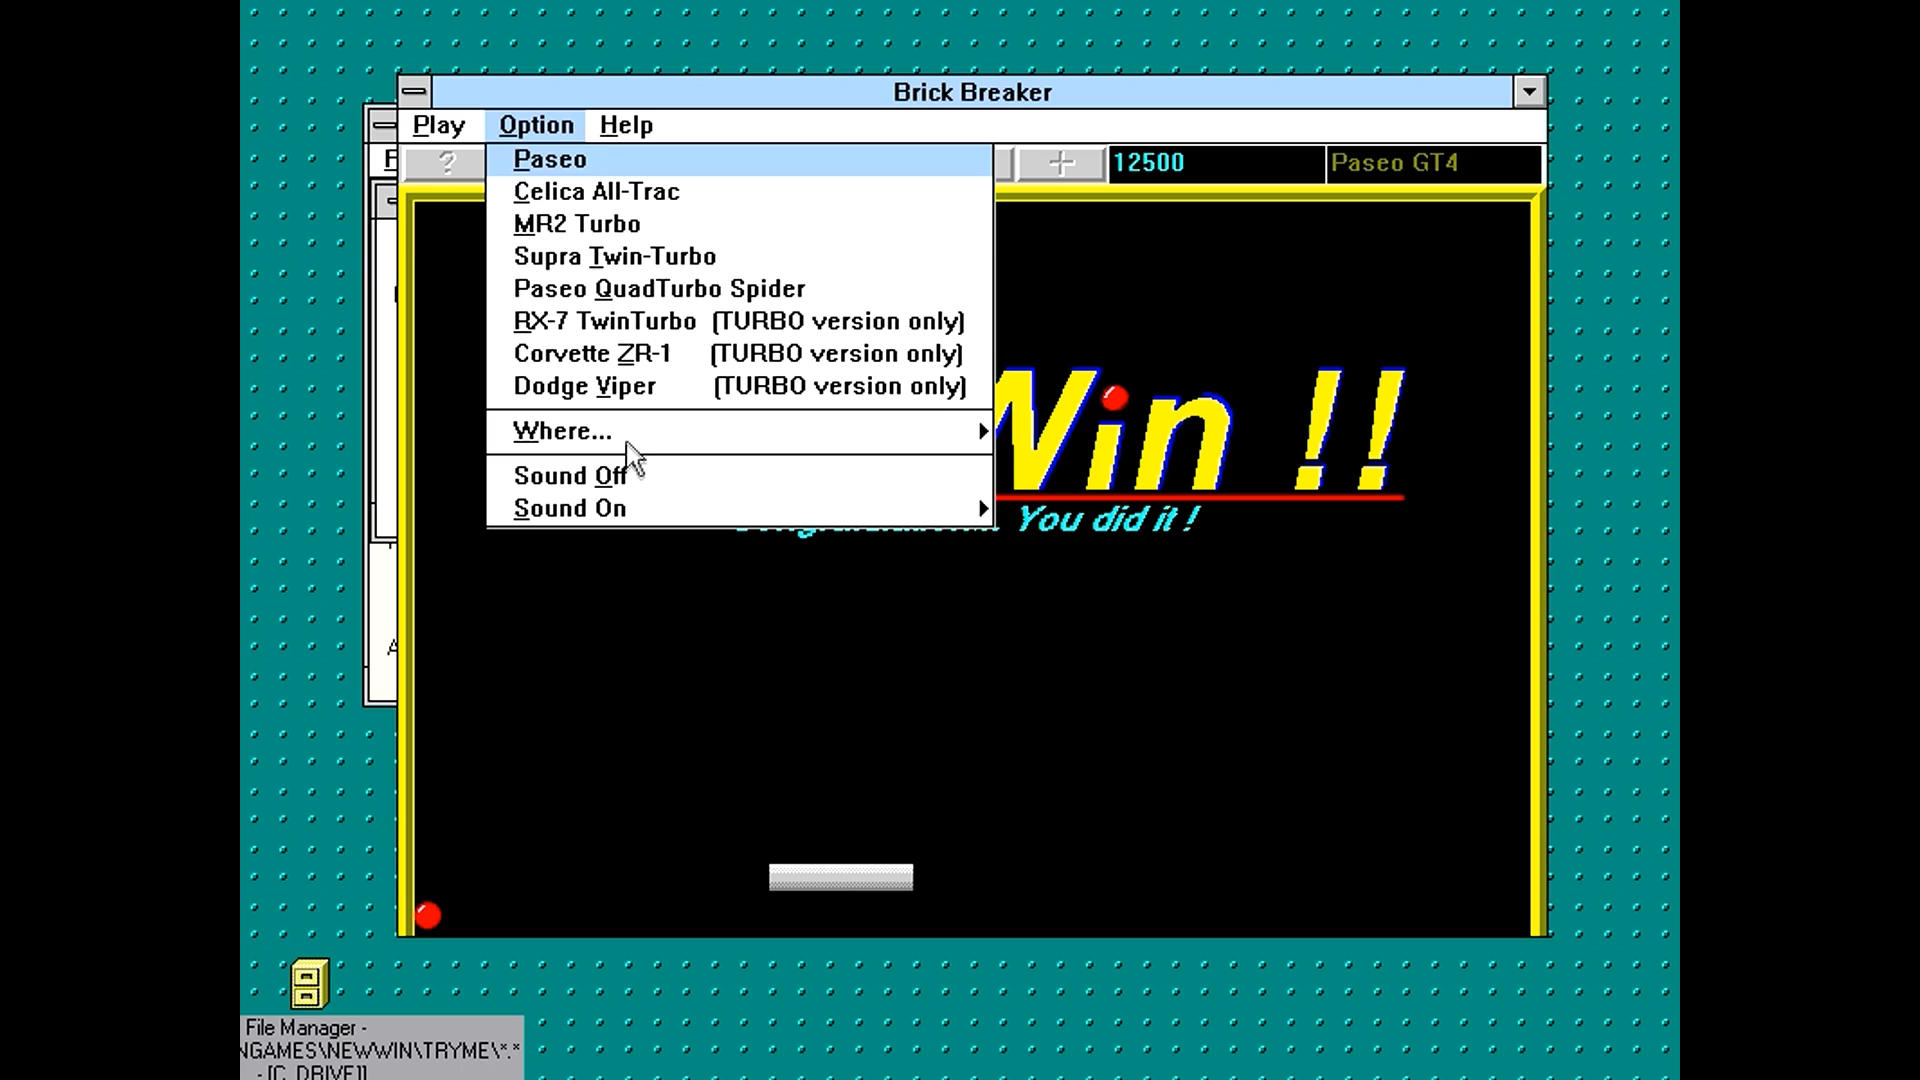 Brick Breaker
Play Option Help
? + 12500 Paseo GT4
Paseo
Celica All-Trac
MR2 Turbo
Supra Twin-Turbo
Paseo QuadTurbo Spider
RX-7 TwinTurbo (TURBO version only)
Corvette ZR-1 (TURBO version only)
Dodge Viper (TURBO version only)
Where...
Sound Off
Sound On
Win !!
You did it !
File Manager -
NGAMES\NEWWIN\TRYME\*.*
- [C_DRIVE]]